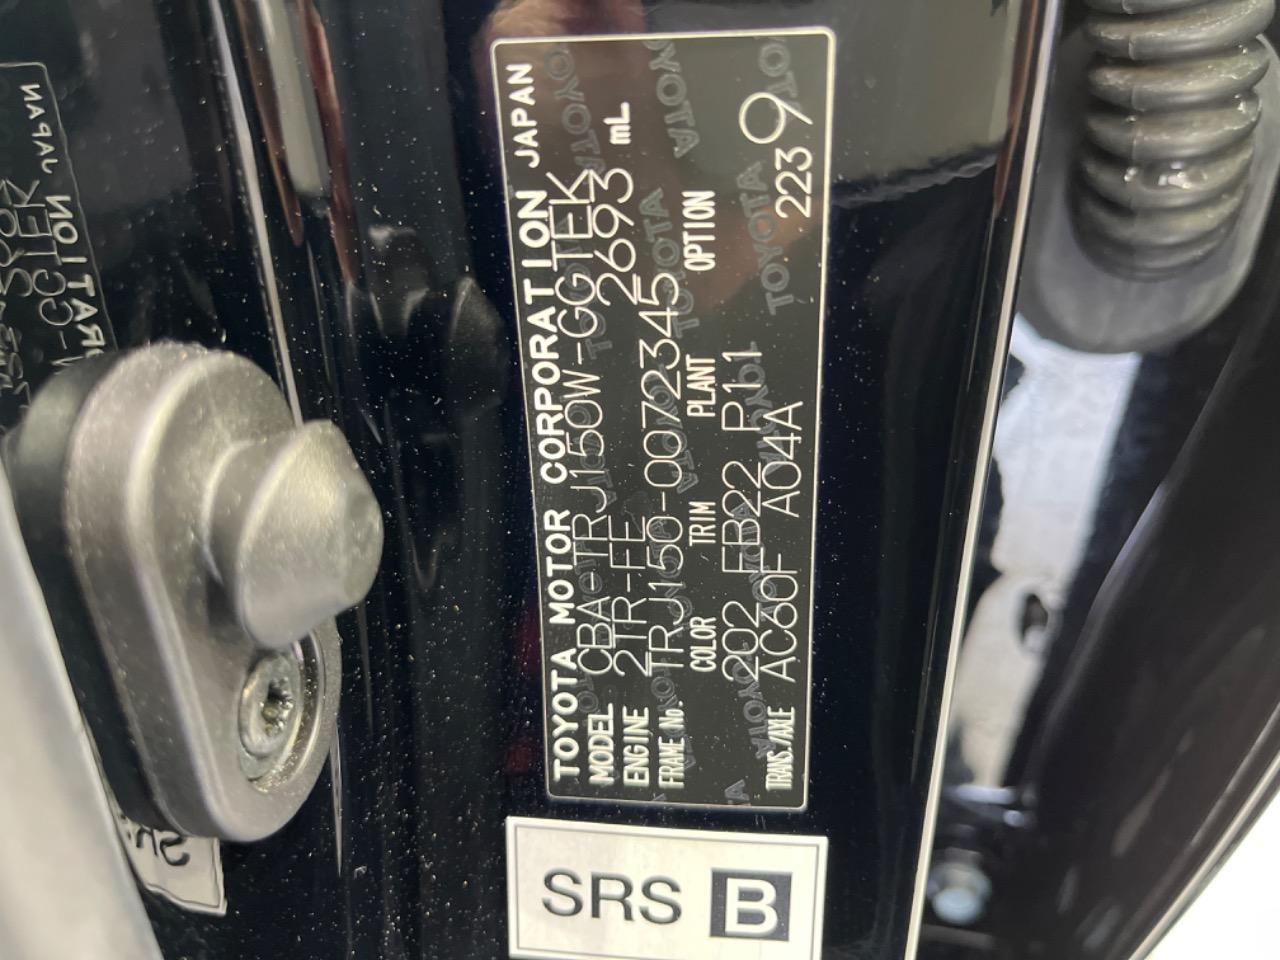 TOYOTA MOTOR CORPORATION JAPAN
MODEL CBA-TRJ150W-GGTEK
ENGINE 2TR-FE 2693 mL
FRAME No. TRJ150-0072345
COLOR TRIM PLANT OPTION
202 FB22 P11
TRANS./AXLE AC60F A04A 2239
SRS B